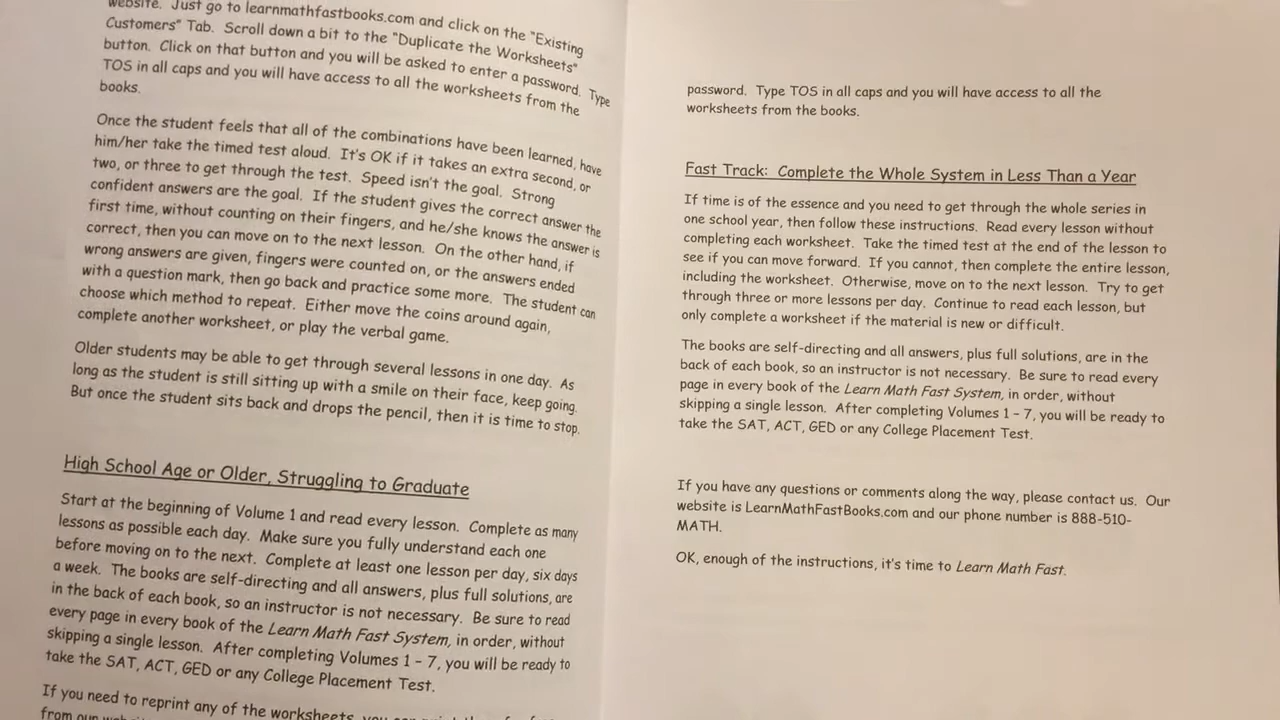 website. Just go to learnmathfastbooks.com and click on the "Existing
Customers" Tab. Scroll down a bit to the "Duplicate the Worksheets"
button. Click on that button and you will be asked to enter a password. Type
TOS in all caps and you will have access to all the worksheets from the
books.
Once the student feels that all of the combinations have been learned, have
him/her take the timed test aloud. It's OK if it takes an extra second, or
two, or three to get through the test. Speed isn't the goal. Strong
confident answers are the goal. If the student gives the correct answer the
first time, without counting on their fingers, and he/she knows the answer is
correct, then you can move on to the next lesson. On the other hand, if
wrong answers are given, fingers were counted on, or the answers ended
with a question mark, then go back and practice some more. The student can
choose which method to repeat. Either move the coins around again,
complete another worksheet, or play the verbal game.
Older students may be able to get through several lessons in one day. As
long as the student is still sitting up with a smile on their face, keep going.
But once the student sits back and drops the pencil, then it is time to stop.
High School Age or Older, Struggling to Graduate
Start at the beginning of Volume 1 and read every lesson. Complete as many
lessons as possible each day. Make sure you fully understand each one
before moving on to the next. Complete at least one lesson per day, six days
a week. The books are self-directing and all answers, plus full solutions, are
in the back of each book, so an instructor is not necessary. Be sure to read
every page in every book of the Learn Math Fast System, in order, without
skipping a single lesson. After completing Volumes 1 – 7, you will be ready to
take the SAT, ACT, GED or any College Placement Test.
If you need to reprint any of the worksheets, you can
from our
password. Type TOS in all caps and you will have access to all the
worksheets from the books.
Fast Track: Complete the Whole System in Less Than a Year
If time is of the essence and you need to get through the whole series in
one school year, then follow these instructions. Read every lesson without
completing each worksheet. Take the timed test at the end of the lesson to
see if you can move forward. If you cannot, then complete the entire lesson,
including the worksheet. Otherwise, move on to the next lesson. Try to get
through three or more lessons per day. Continue to read each lesson, but
only complete a worksheet if the material is new or difficult.
The books are self-directing and all answers, plus full solutions, are in the
back of each book, so an instructor is not necessary. Be sure to read every
page in every book of the Learn Math Fast System, in order, without
skipping a single lesson. After completing Volumes 1 – 7, you will be ready to
take the SAT, ACT, GED or any College Placement Test.
If you have any questions or comments along the way, please contact us. Our
website is LearnMathFastBooks.com and our phone number is 888-510-
MATH.
OK, enough of the instructions, it's time to Learn Math Fast.